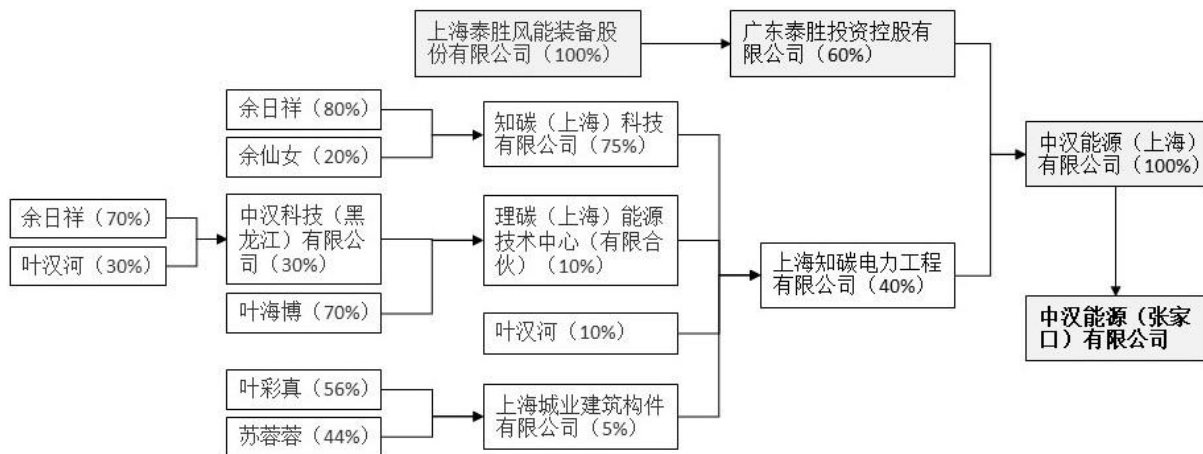 上海泰胜风能装备股
份有限公司（100%）
广东泰胜投资控股有
限公司（60%）
余日祥（80%）
余仙女（20%）
知碳（上海）科技
有限公司（75%）
中汉能源（上海）
有限公司（100%）
余日祥（70%）
叶汉河（30%）
中汉科技（黑
龙江）有限公
司（30%）
叶海博（70%）
理碳（上海）能源
技术中心（有限合
伙）（10%）
叶汉河（10%）
上海知碳电力工程
有限公司（40%）
中汉能源（张家
口）有限公司
叶彩真（56%）
苏蓉蓉（44%）
上海城业建筑构件
有限公司（5%）